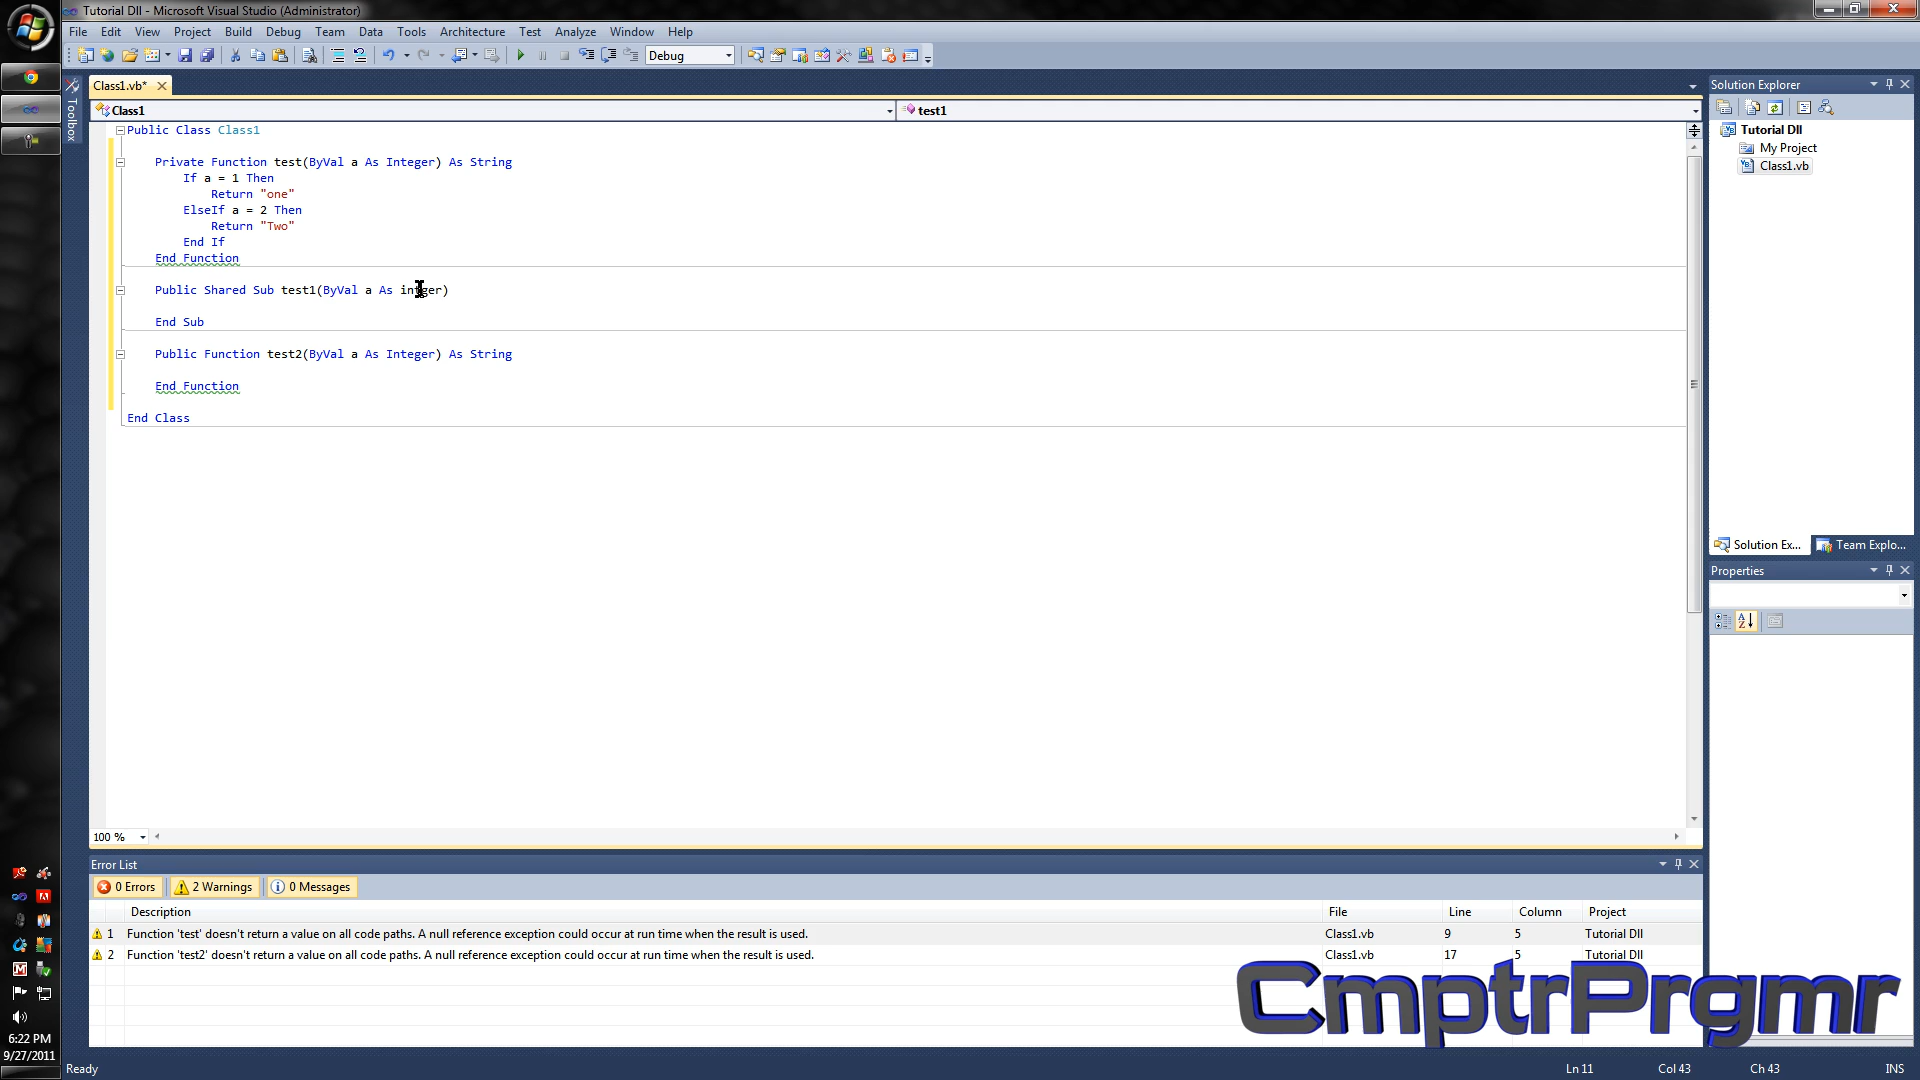 Tutorial Dll - Microsoft Visual Studio (Administrator)
File Edit View Project Build Debug Team Data Tools Architecture Test Analyze Window Help
Debug
Toolbox
Class1.vb*
Class1
test1
Public Class Class1
Private Function test(ByVal a As Integer) As String
If a = 1 Then
Return "one"
ElseIf a = 2 Then
Return "Two"
End If
End Function
Public Shared Sub test1(ByVal a As integer)
End Sub
Public Function test2(ByVal a As Integer) As String
End Function
End Class
100 %
Solution Explorer
Tutorial Dll
My Project
Class1.vb
Solution Ex...
Team Explo...
Properties
Error List
0 Errors
2 Warnings
0 Messages
Description File Line Column Project
1 Function 'test' doesn't return a value on all code paths. A null reference exception could occur at run time when the result is used. Class1.vb 9 5 Tutorial Dll
2 Function 'test2' doesn't return a value on all code paths. A null reference exception could occur at run time when the result is used. Class1.vb 17 5 Tutorial Dll
CmptrPrgmr
6:22 PM
9/27/2011
Ready
Ln 11
Col 43
Ch 43
INS